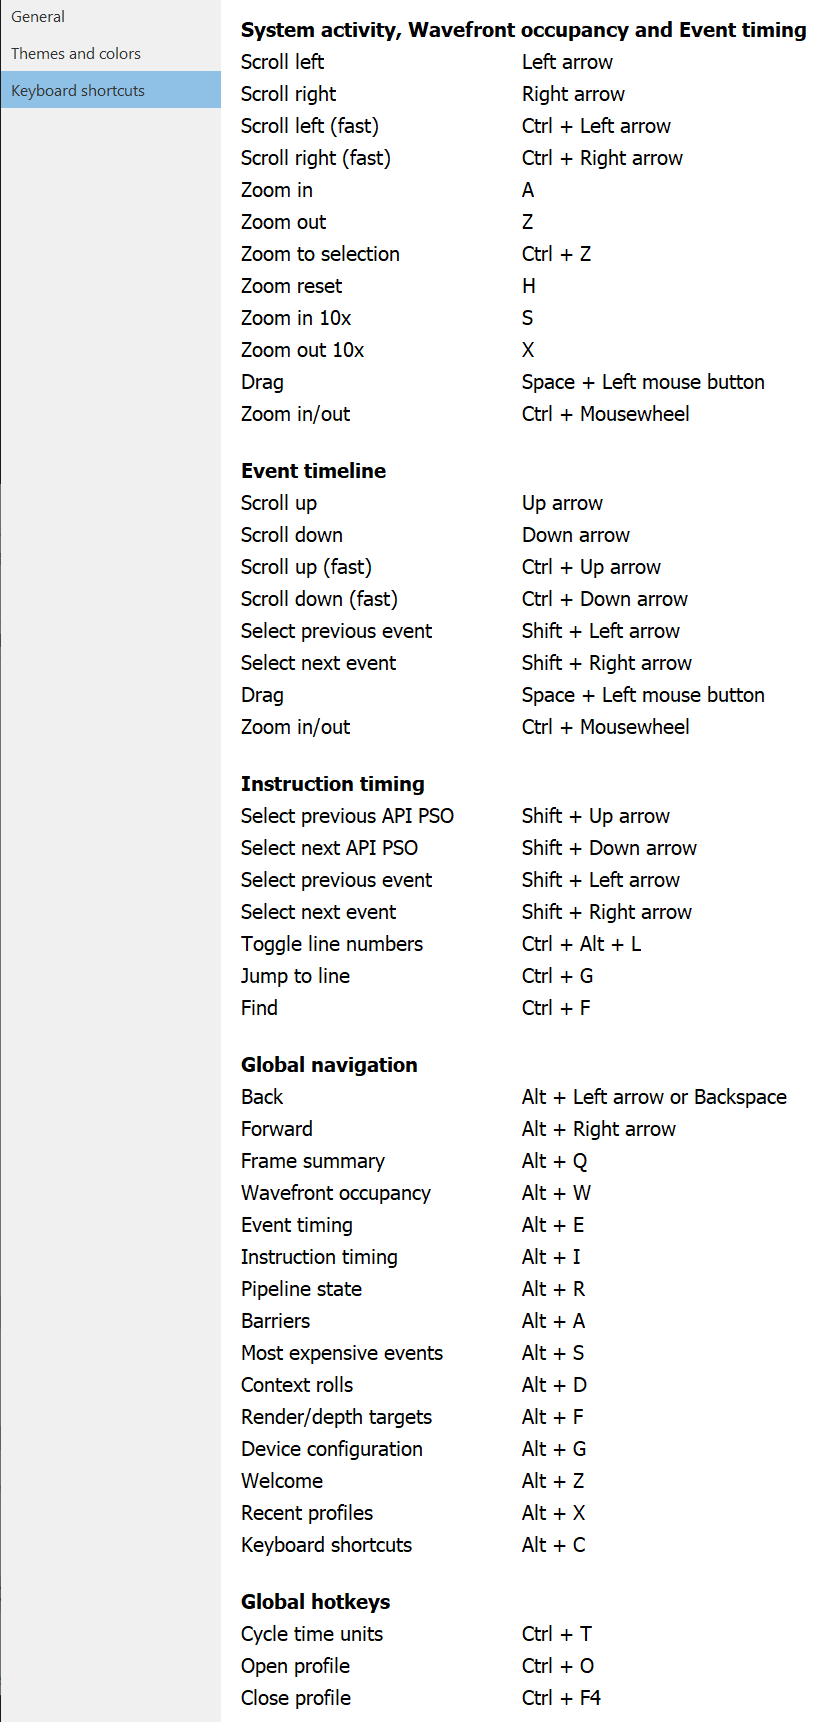 General
Themes and colors
Keyboard shortcuts
System activity, Wavefront occupancy and Event timing
Scroll left Left arrow
Scroll right Right arrow
Scroll left (fast) Ctrl + Left arrow
Scroll right (fast) Ctrl + Right arrow
Zoom in A
Zoom out Z
Zoom to selection Ctrl + Z
Zoom reset H
Zoom in 10x S
Zoom out 10x X
Drag Space + Left mouse button
Zoom in/out Ctrl + Mousewheel
Event timeline
Scroll up Up arrow
Scroll down Down arrow
Scroll up (fast) Ctrl + Up arrow
Scroll down (fast) Ctrl + Down arrow
Select previous event Shift + Left arrow
Select next event Shift + Right arrow
Drag Space + Left mouse button
Zoom in/out Ctrl + Mousewheel
Instruction timing
Select previous API PSO Shift + Up arrow
Select next API PSO Shift + Down arrow
Select previous event Shift + Left arrow
Select next event Shift + Right arrow
Toggle line numbers Ctrl + Alt + L
Jump to line Ctrl + G
Find Ctrl + F
Global navigation
Back Alt + Left arrow or Backspace
Forward Alt + Right arrow
Frame summary Alt + Q
Wavefront occupancy Alt + W
Event timing Alt + E
Instruction timing Alt + I
Pipeline state Alt + R
Barriers Alt + A
Most expensive events Alt + S
Context rolls Alt + D
Render/depth targets Alt + F
Device configuration Alt + G
Welcome Alt + Z
Recent profiles Alt + X
Keyboard shortcuts Alt + C
Global hotkeys
Cycle time units Ctrl + T
Open profile Ctrl + O
Close profile Ctrl + F4